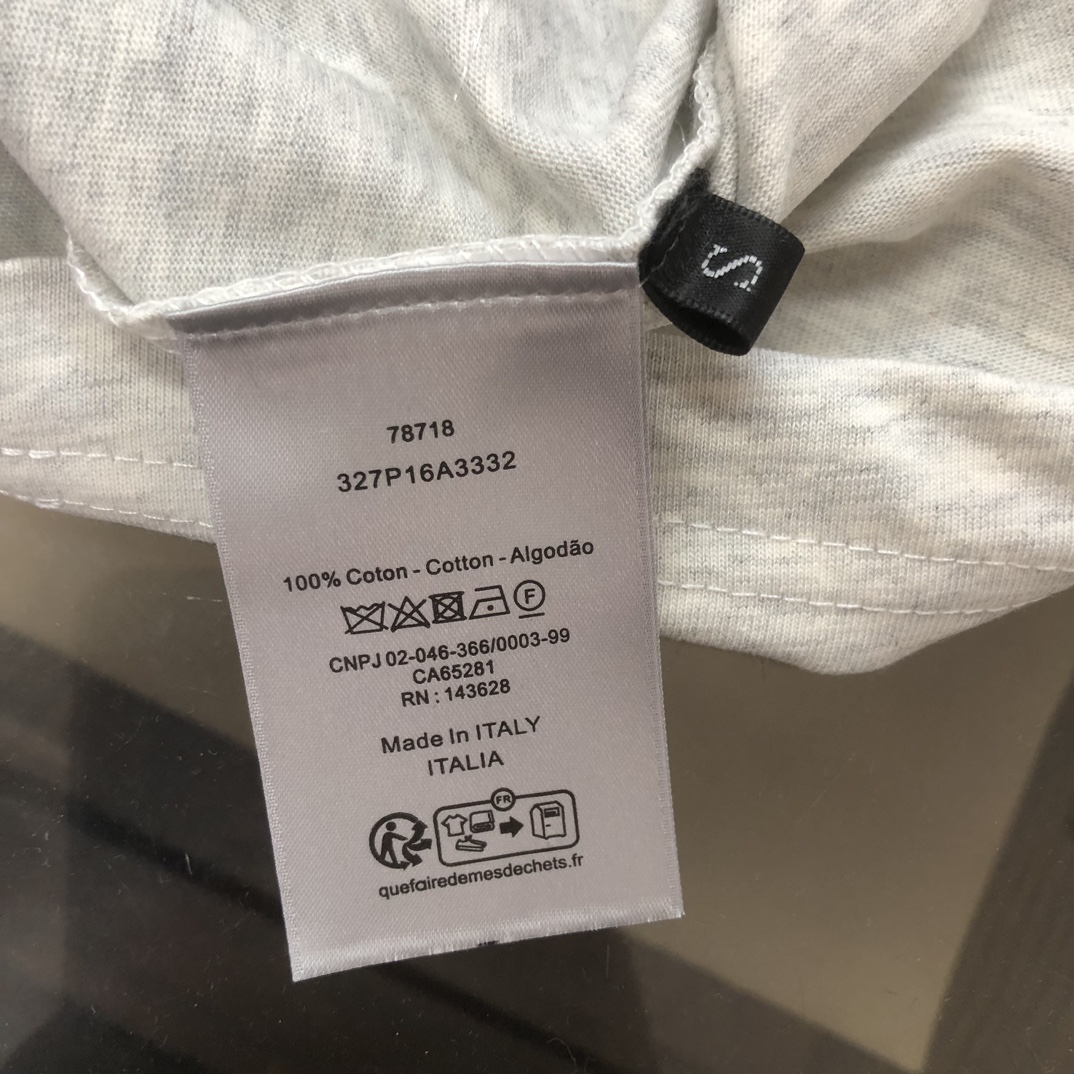 S
78718
327P16A3332
100% Coton - Cotton - Algodão
F
CNPJ 02-046-366/0003-99
CA65281
RN : 143628
Made In ITALY
ITALIA
FR
quefairedemesdechets.fr